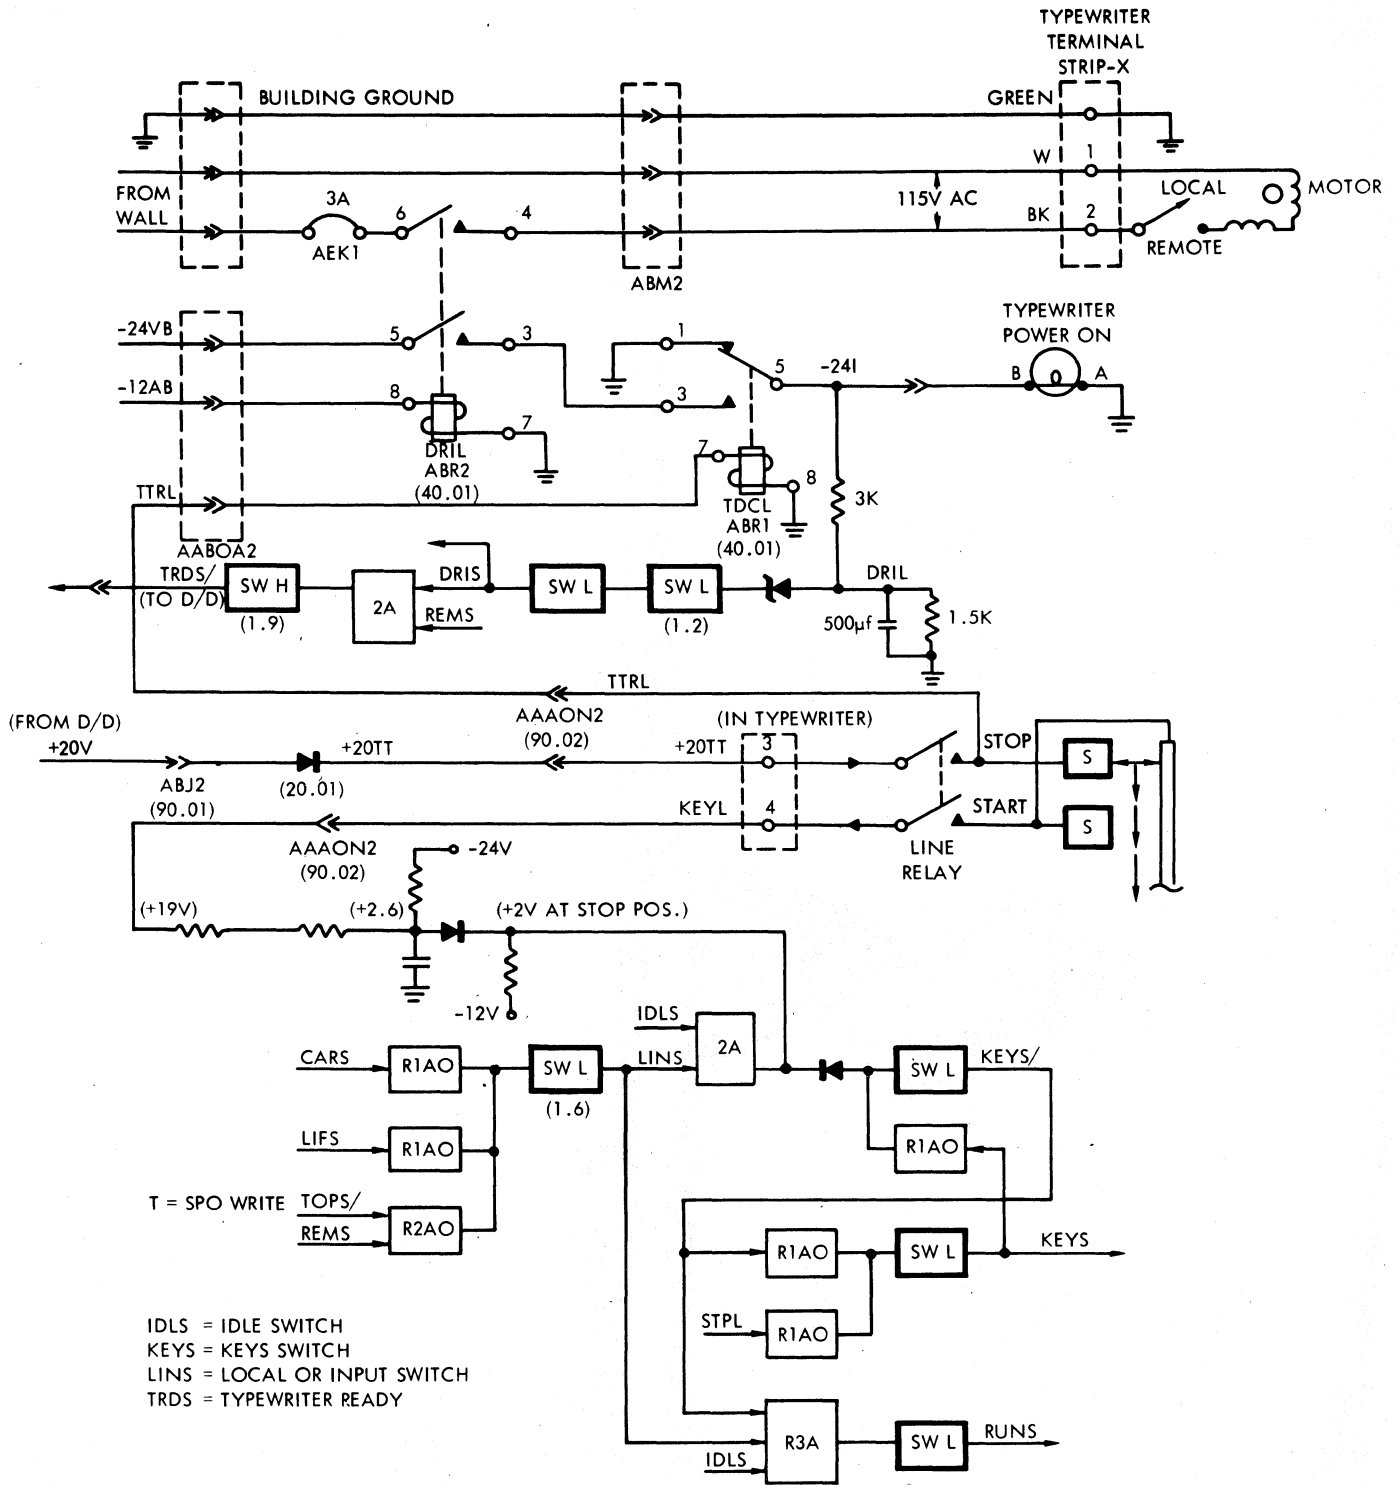 TYPEWRITER
TERMINAL
STRIP-X
BUILDING GROUND
GREEN
W
1
FROM
WALL
3A
AEK1
6
4
ABM2
115V AC
BK
2
LOCAL
REMOTE
MOTOR
-24VB
5
3
1
3
5
-24I
TYPEWRITER
POWER ON
B
A
-12AB
8
7
DRIL
ABR2
(40.01)
7
8
TDCL
ABR1
(40.01)
3K
TTRL
AABOA2
TRDS/
(TO D/D)
SW H
(1.9)
2A
DRIS
REMS
SW L
SW L
(1.2)
DRIL
500μf
1.5K
TTRL
AAAON2
(90.02)
(IN TYPEWRITER)
(FROM D/D)
+20V
ABJ2
(90.01)
+20TT
(20.01)
+20TT
3
STOP
S
KEYL
4
START
S
LINE
RELAY
AAAON2
(90.02)
-24V
(+19V)
(+2.6)
(+2V AT STOP POS.)
-12V
IDLS
2A
CARS
R1AO
SW L
(1.6)
LINS
SW L
KEYS/
LIFS
R1AO
R1AO
T = SPO WRITE
TOPS/
REMS
R2AO
R1AO
SW L
KEYS
STPL
R1AO
IDLS = IDLE SWITCH
KEYS = KEYS SWITCH
LINS = LOCAL OR INPUT SWITCH
TRDS = TYPEWRITER READY
R3A
SW L
RUNS
IDLS